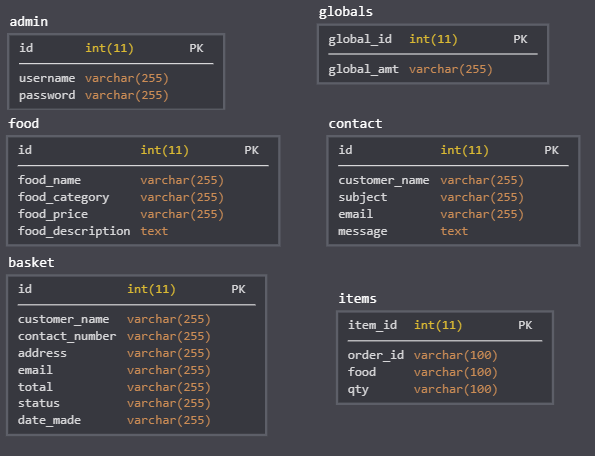 admin
id int(11) PK
username varchar(255)
password varchar(255)
globals
global_id int(11) PK
global_amt varchar(255)
food
id int(11) PK
food_name varchar(255)
food_category varchar(255)
food_price varchar(255)
food_description text
contact
id int(11) PK
customer_name varchar(255)
subject varchar(255)
email varchar(255)
message text
basket
id int(11) PK
customer_name varchar(255)
contact_number varchar(255)
address varchar(255)
email varchar(255)
total varchar(255)
status varchar(255)
date_made varchar(255)
items
item_id int(11) PK
order_id varchar(100)
food varchar(100)
qty varchar(100)